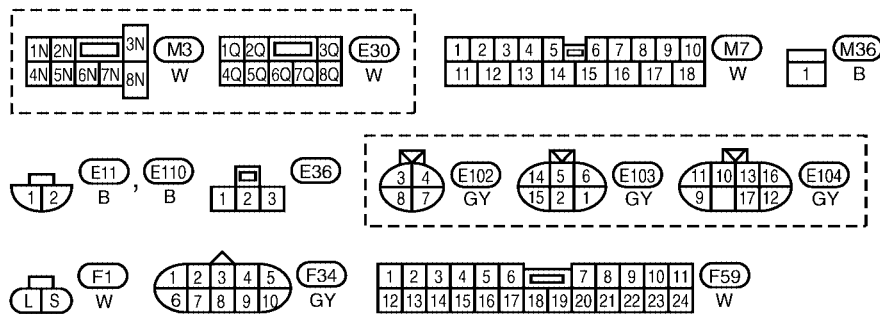 1N 2N 3N M3 1Q 2Q 3Q E30 1 2 3 4 5 6 7 8 9 10 M7 M36
4N 5N 6N 7N 8N W 4Q 5Q 6Q 7Q 8Q W 11 12 13 14 15 16 17 18 W 1 B
E11 , E110 E36 3 4 E102 14 5 6 E103 11 10 13 16 E104
1 2 B B 1 2 3 8 7 GY 15 2 1 GY 9 17 12 GY
F1 1 2 3 4 5 F34 1 2 3 4 5 6 7 8 9 10 11 F59
L S W 6 7 8 9 10 GY 12 13 14 15 16 17 18 19 20 21 22 23 24 W